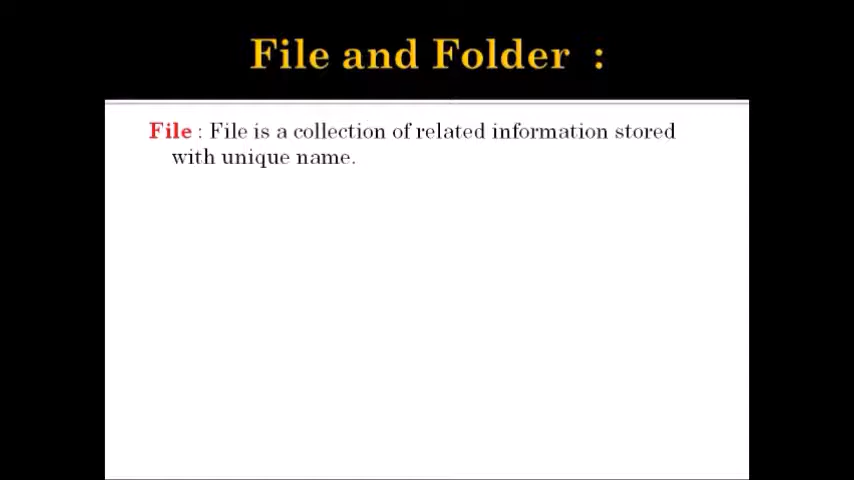 File and Folder :
File : File is a collection of related information stored
with unique name.